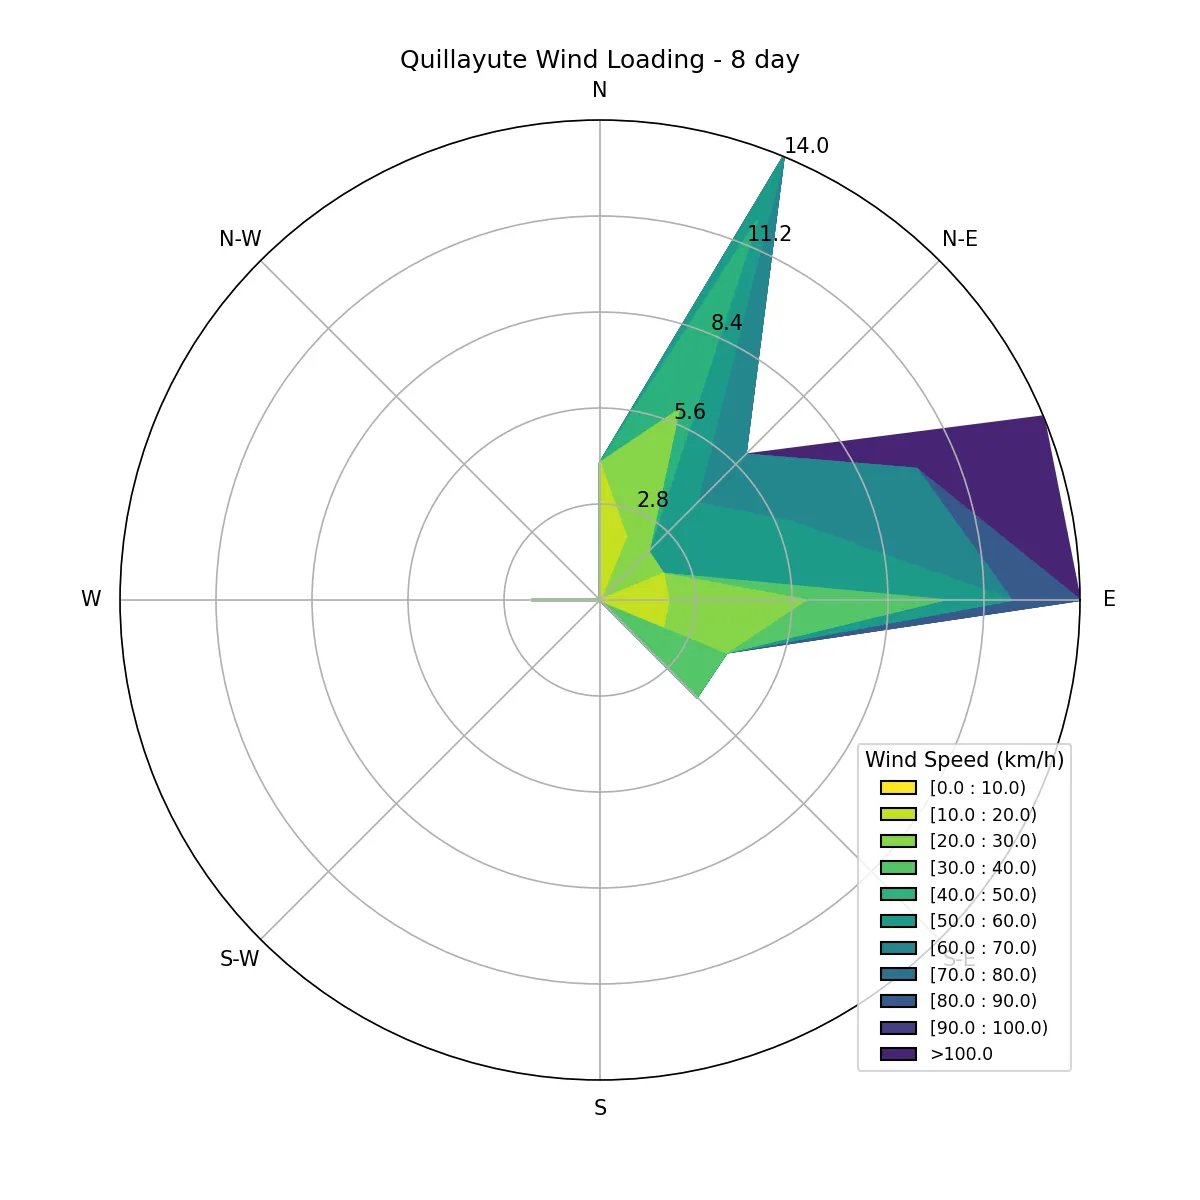 Quillayute Wind Loading - 8 day
N
14.0
11.2
N-W
N-E
8.4
5.6
2.8
W
E
S-W
S-E
S
Wind Speed (km/h)
[0.0 : 10.0)
[10.0 : 20.0)
[20.0 : 30.0)
[30.0 : 40.0)
[40.0 : 50.0)
[50.0 : 60.0)
[60.0 : 70.0)
[70.0 : 80.0)
[80.0 : 90.0)
[90.0 : 100.0)
>100.0